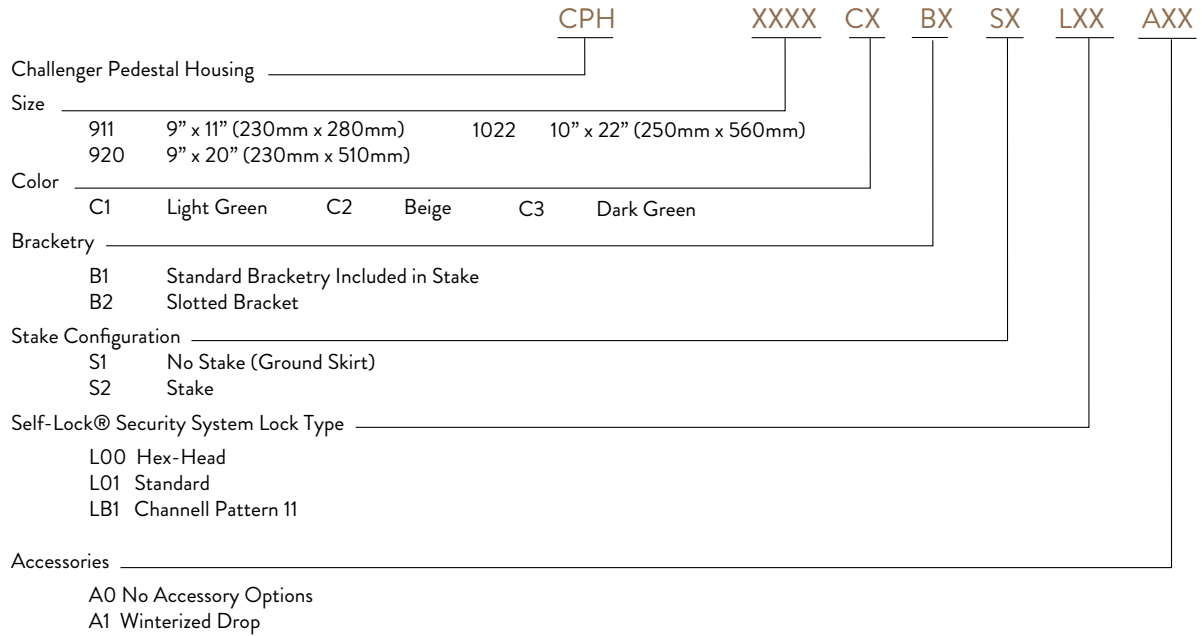 CPH XXXX CX BX SX LXX AXX
Challenger Pedestal Housing
Size
911 9” x 11” (230mm x 280mm) 1022 10” x 22” (250mm x 560mm)
920 9” x 20” (230mm x 510mm)
Color
C1 Light Green C2 Beige C3 Dark Green
Bracketry
B1 Standard Bracketry Included in Stake
B2 Slotted Bracket
Stake Configuration
S1 No Stake (Ground Skirt)
S2 Stake
Self-Lock® Security System Lock Type
L00 Hex-Head
L01 Standard
LB1 Channell Pattern 11
Accessories
A0 No Accessory Options
A1 Winterized Drop